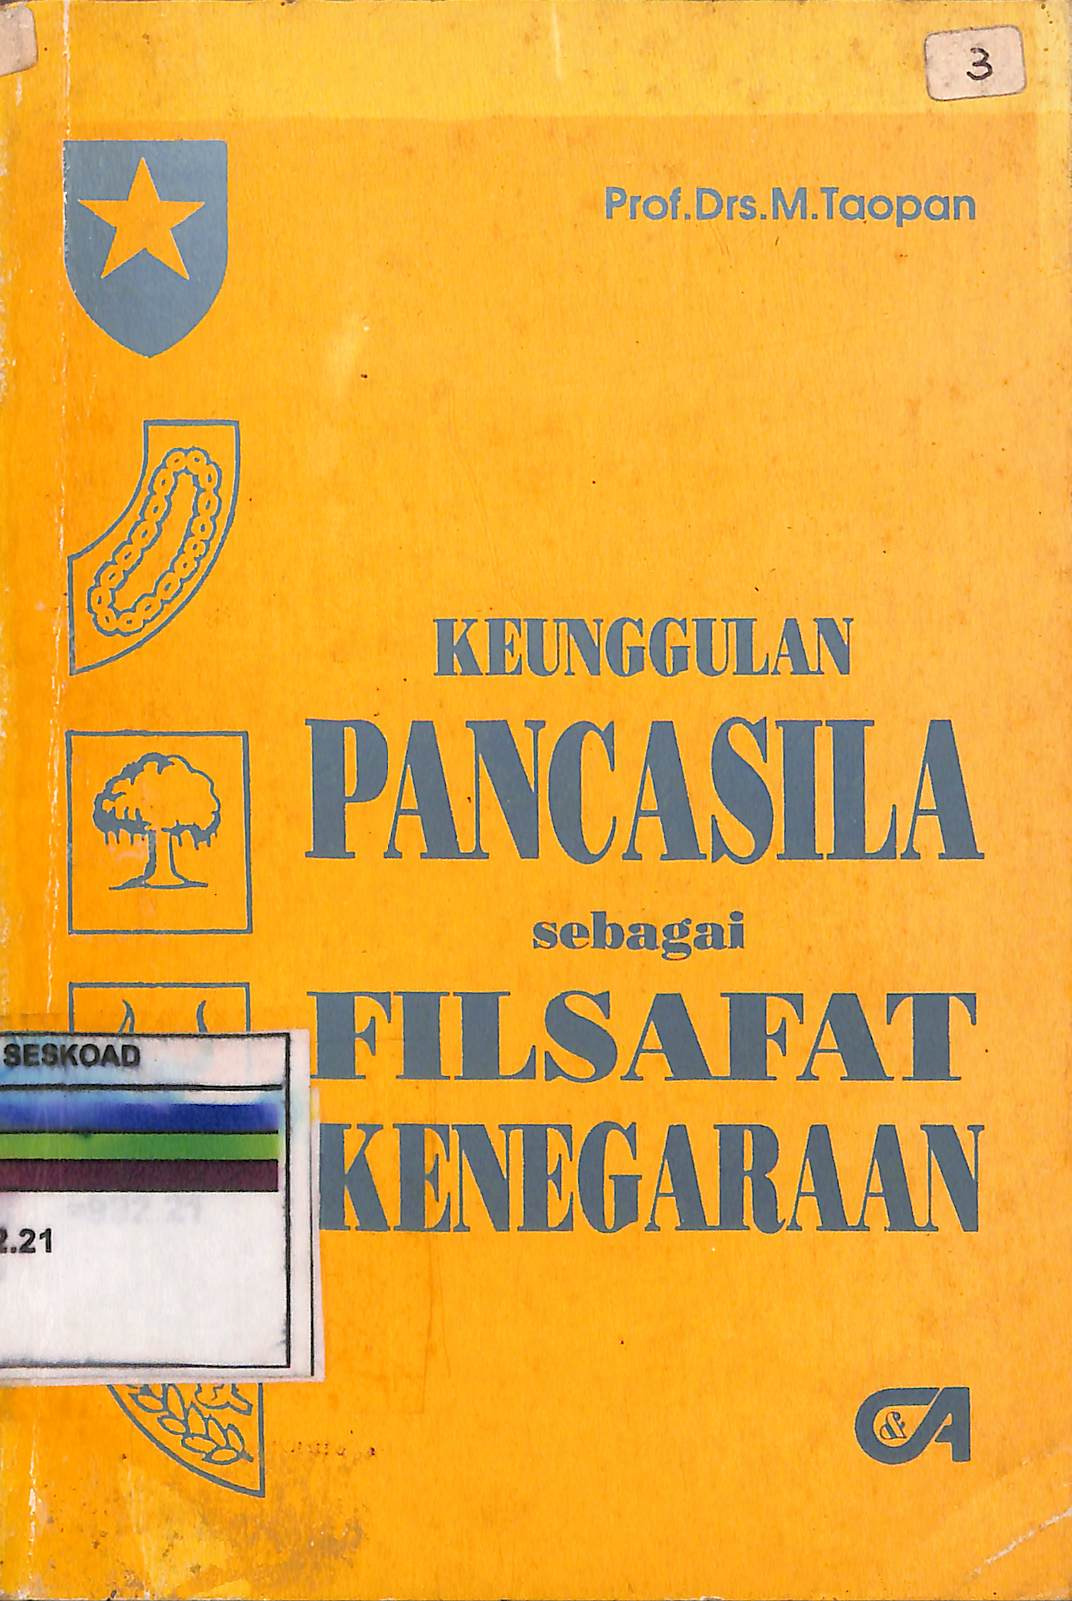 3
Prof.Drs.M.Taopan
KEUNGGULAN
PANCASILA
sebagai
FILSAFAT
KENEGARAAN
SESKOAD
2.21
C&A